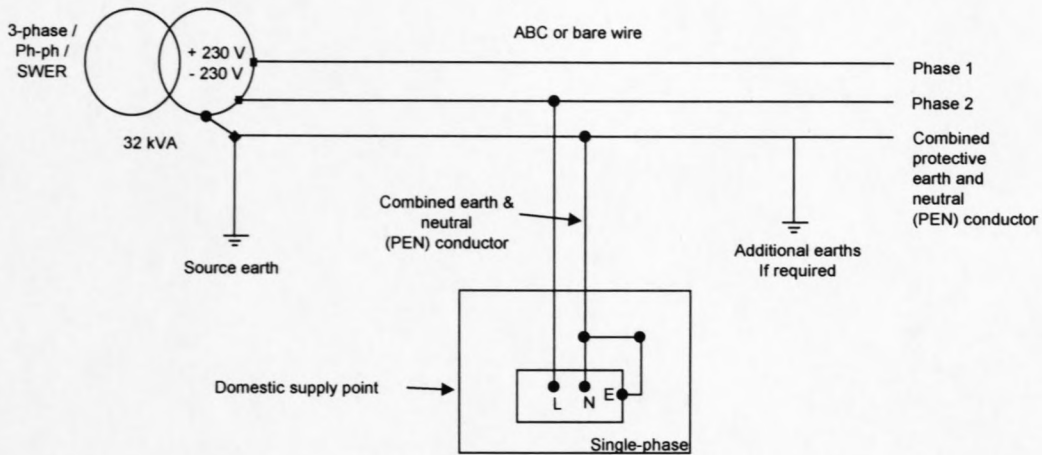 3-phase /
Ph-ph /
SWER
+ 230 V
- 230 V
32 kVA
ABC or bare wire
Phase 1
Phase 2
Combined
protective
earth and
neutral
(PEN) conductor
Combined earth &
neutral
(PEN) conductor
Source earth
Additional earths
If required
Domestic supply point
L N E
Single-phase